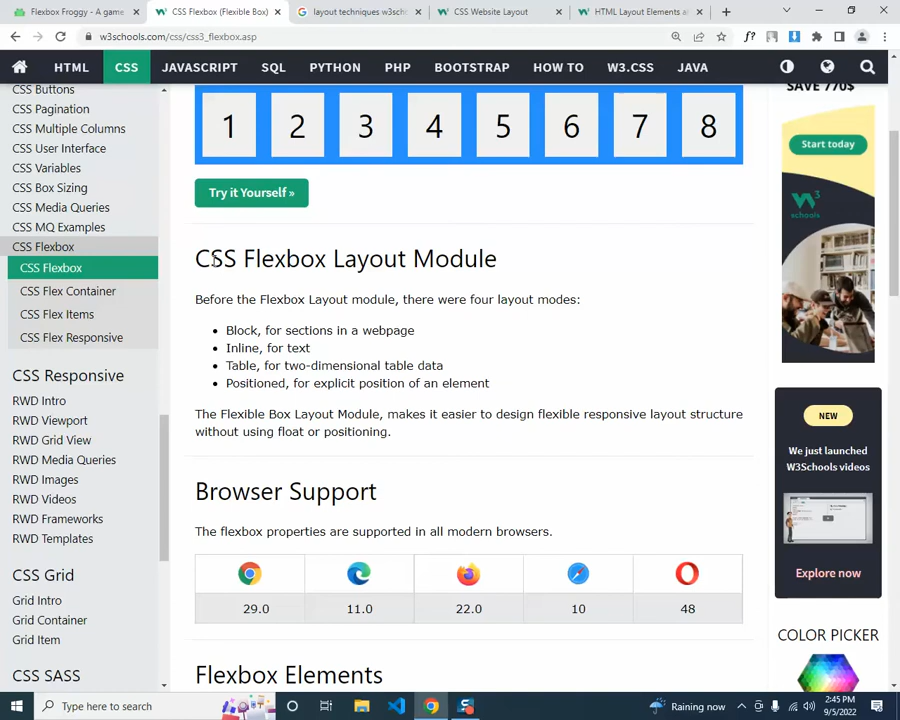 Flexbox Froggy - A game
CSS Flexbox (Flexible Box)
layout techniques w3sch
CSS Website Layout
HTML Layout Elements a
w3schools.com/css/css3_flexbox.asp
HTML
CSS
JAVASCRIPT
SQL
PYTHON
PHP
BOOTSTRAP
HOW TO
W3.CSS
JAVA
CSS Buttons
CSS Pagination
CSS Multiple Columns
CSS User Interface
CSS Variables
CSS Box Sizing
CSS Media Queries
CSS MQ Examples
CSS Flexbox
CSS Flexbox
CSS Flex Container
CSS Flex Items
CSS Flex Responsive
CSS Responsive
RWD Intro
RWD Viewport
RWD Grid View
RWD Media Queries
RWD Images
RWD Videos
RWD Frameworks
RWD Templates
CSS Grid
Grid Intro
Grid Container
Grid Item
CSS SASS
1 2 3 4 5 6 7 8
Try it Yourself »
CSS Flexbox Layout Module
Before the Flexbox Layout module, there were four layout modes:
• Block, for sections in a webpage
• Inline, for text
• Table, for two-dimensional table data
• Positioned, for explicit position of an element
The Flexible Box Layout Module, makes it easier to design flexible responsive layout structure
without using float or positioning.
Browser Support
The flexbox properties are supported in all modern browsers.
29.0 11.0 22.0 10 48
Flexbox Elements
SAVE 770$
Start today
W3
schools
NEW
We just launched
W3Schools videos
Explore now
COLOR PICKER
Type here to search
Raining now
2:45 PM
9/5/2022